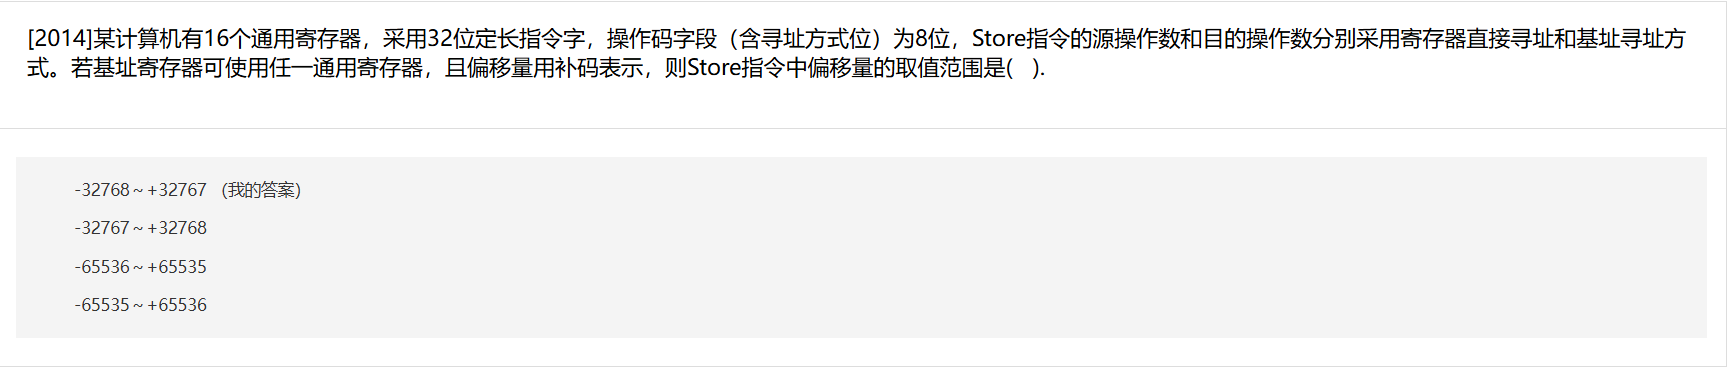 [2014]某计算机有16个通用寄存器，采用32位定长指令字，操作码字段（含寻址方式位）为8位，Store指令的源操作数和目的操作数分别采用寄存器直接寻址和基址寻址方
式。若基址寄存器可使用任一通用寄存器，且偏移量用补码表示，则Store指令中偏移量的取值范围是(   ).
-32768～+32767 （我的答案）
-32767～+32768
-65536～+65535
-65535～+65536